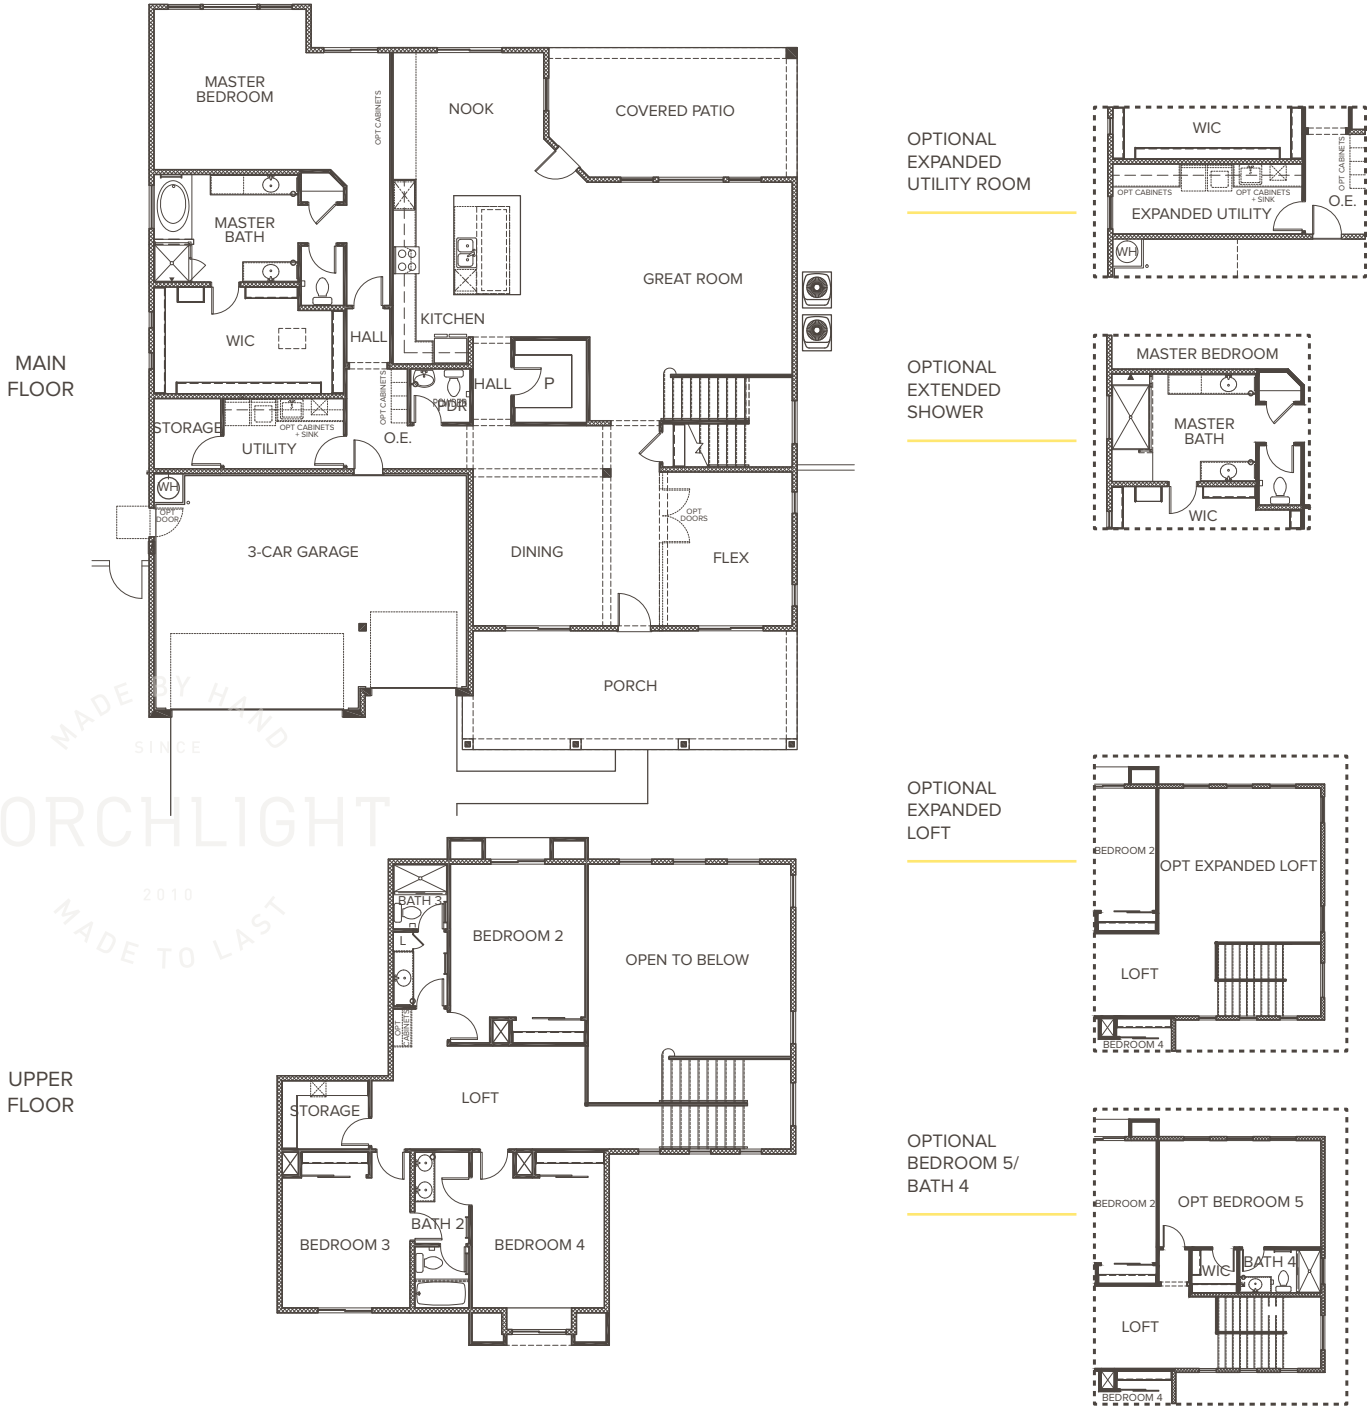 MAIN
FLOOR
MASTER
BEDROOM
OPT CABINETS
NOOK
COVERED PATIO
MASTER
BATH
GREAT ROOM
KITCHEN
WIC
HALL
HALL
P
OPT CABINETS
POWDER
PDR
STORAGE
OPT CABINETS
+ SINK
UTILITY
O.E.
WH
OPT
DOOR
3-CAR GARAGE
DINING
OPT
DOORS
FLEX
PORCH
MADE BY HAND
SINCE
ORCHLIGHT
2010
MADE TO LAST
UPPER
FLOOR
BATH 3
L
BEDROOM 2
OPEN TO BELOW
OPT
CABINETS
LOFT
STORAGE
BATH 2
BEDROOM 3
BEDROOM 4
OPTIONAL
EXPANDED
UTILITY ROOM
WIC
OPT CABINETS
OPT CABINETS
OPT CABINETS
+ SINK
O.E.
EXPANDED UTILITY
WH
OPTIONAL
EXTENDED
SHOWER
MASTER BEDROOM
MASTER
BATH
WIC
OPTIONAL
EXPANDED
LOFT
BEDROOM 2
OPT EXPANDED LOFT
LOFT
BEDROOM 4
OPTIONAL
BEDROOM 5/
BATH 4
BEDROOM 2
OPT BEDROOM 5
WIC
BATH 4
LOFT
BEDROOM 4